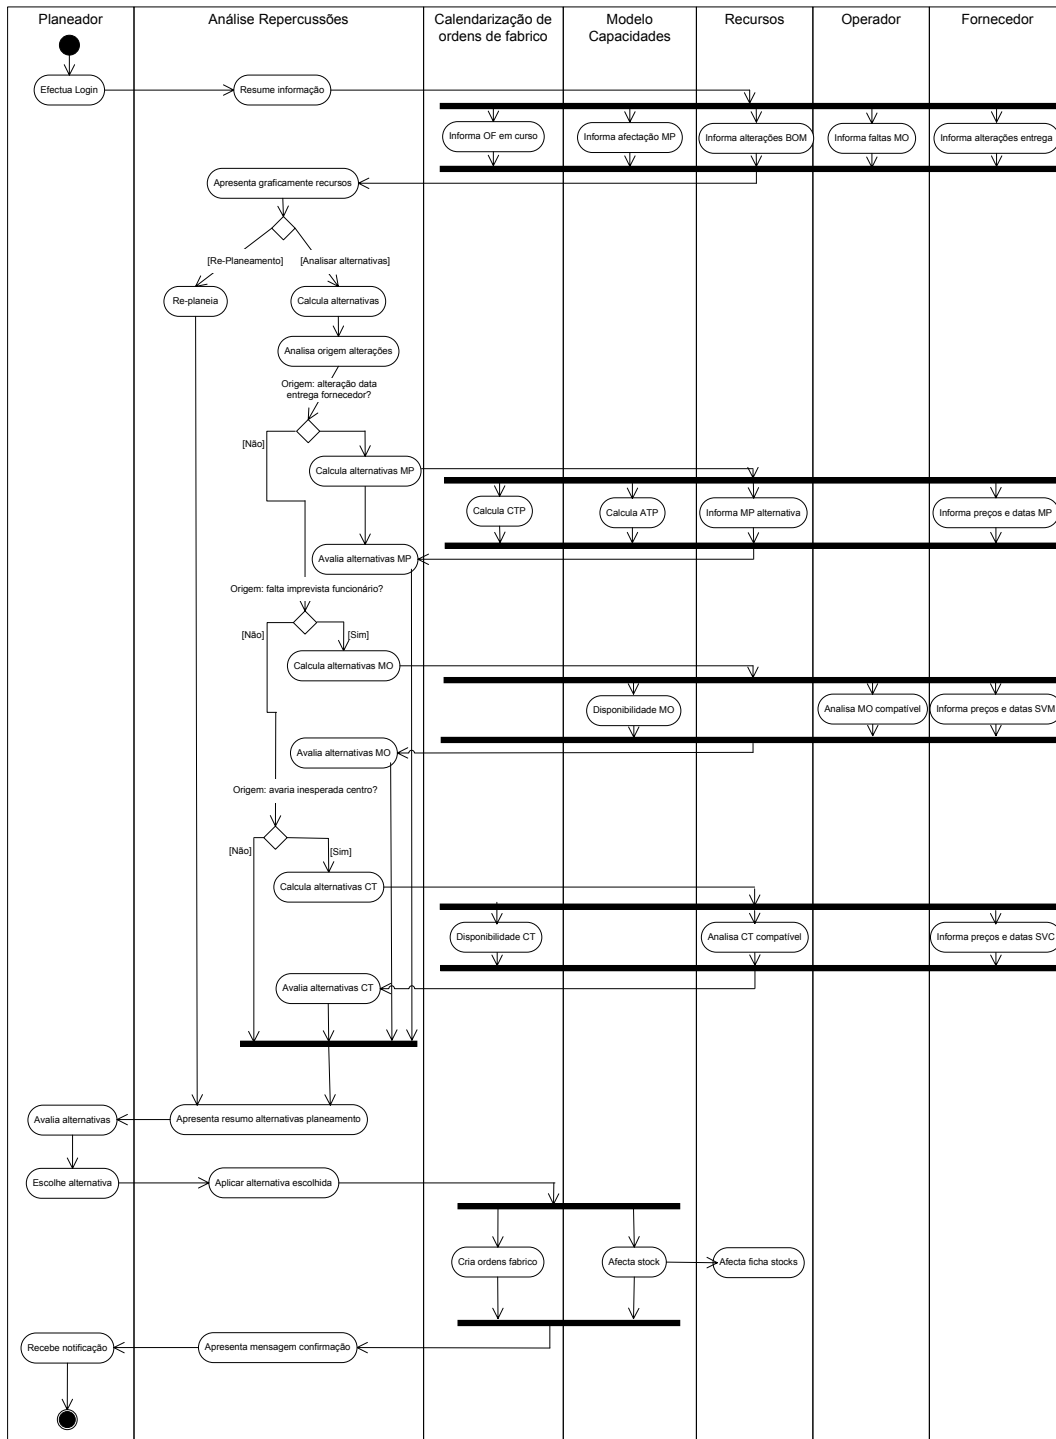 Planeador
Análise Repercussões
Calendarização de
ordens de fabrico
Modelo
Capacidades
Recursos
Operador
Fornecedor
Efectua Login
Resume informação
Informa OF em curso
Informa afectação MP
Informa alterações BOM
Informa faltas MO
Informa alterações entrega
Apresenta graficamente recursos
[Re-Planeamento]
[Analisar alternativas]
Re-planeia
Calcula alternativas
Analisa origem alterações
Origem: alteração data
entrega fornecedor?
[Não]
Calcula alternativas MP
Calcula CTP
Calcula ATP
Informa MP alternativa
Informa preços e datas MP
Avalia alternativas MP
Origem: falta imprevista funcionário?
[Não]
[Sim]
Calcula alternativas MO
Disponibilidade MO
Analisa MO compatível
Informa preços e datas SVM
Avalia alternativas MO
Origem: avaria inesperada centro?
[Não]
[Sim]
Calcula alternativas CT
Disponibilidade CT
Analisa CT compatível
Informa preços e datas SVC
Avalia alternativas CT
Avalia alternativas
Apresenta resumo alternativas planeamento
Escolhe alternativa
Aplicar alternativa escolhida
Cria ordens fabrico
Afecta stock
Afecta ficha stocks
Recebe notificação
Apresenta mensagem confirmação